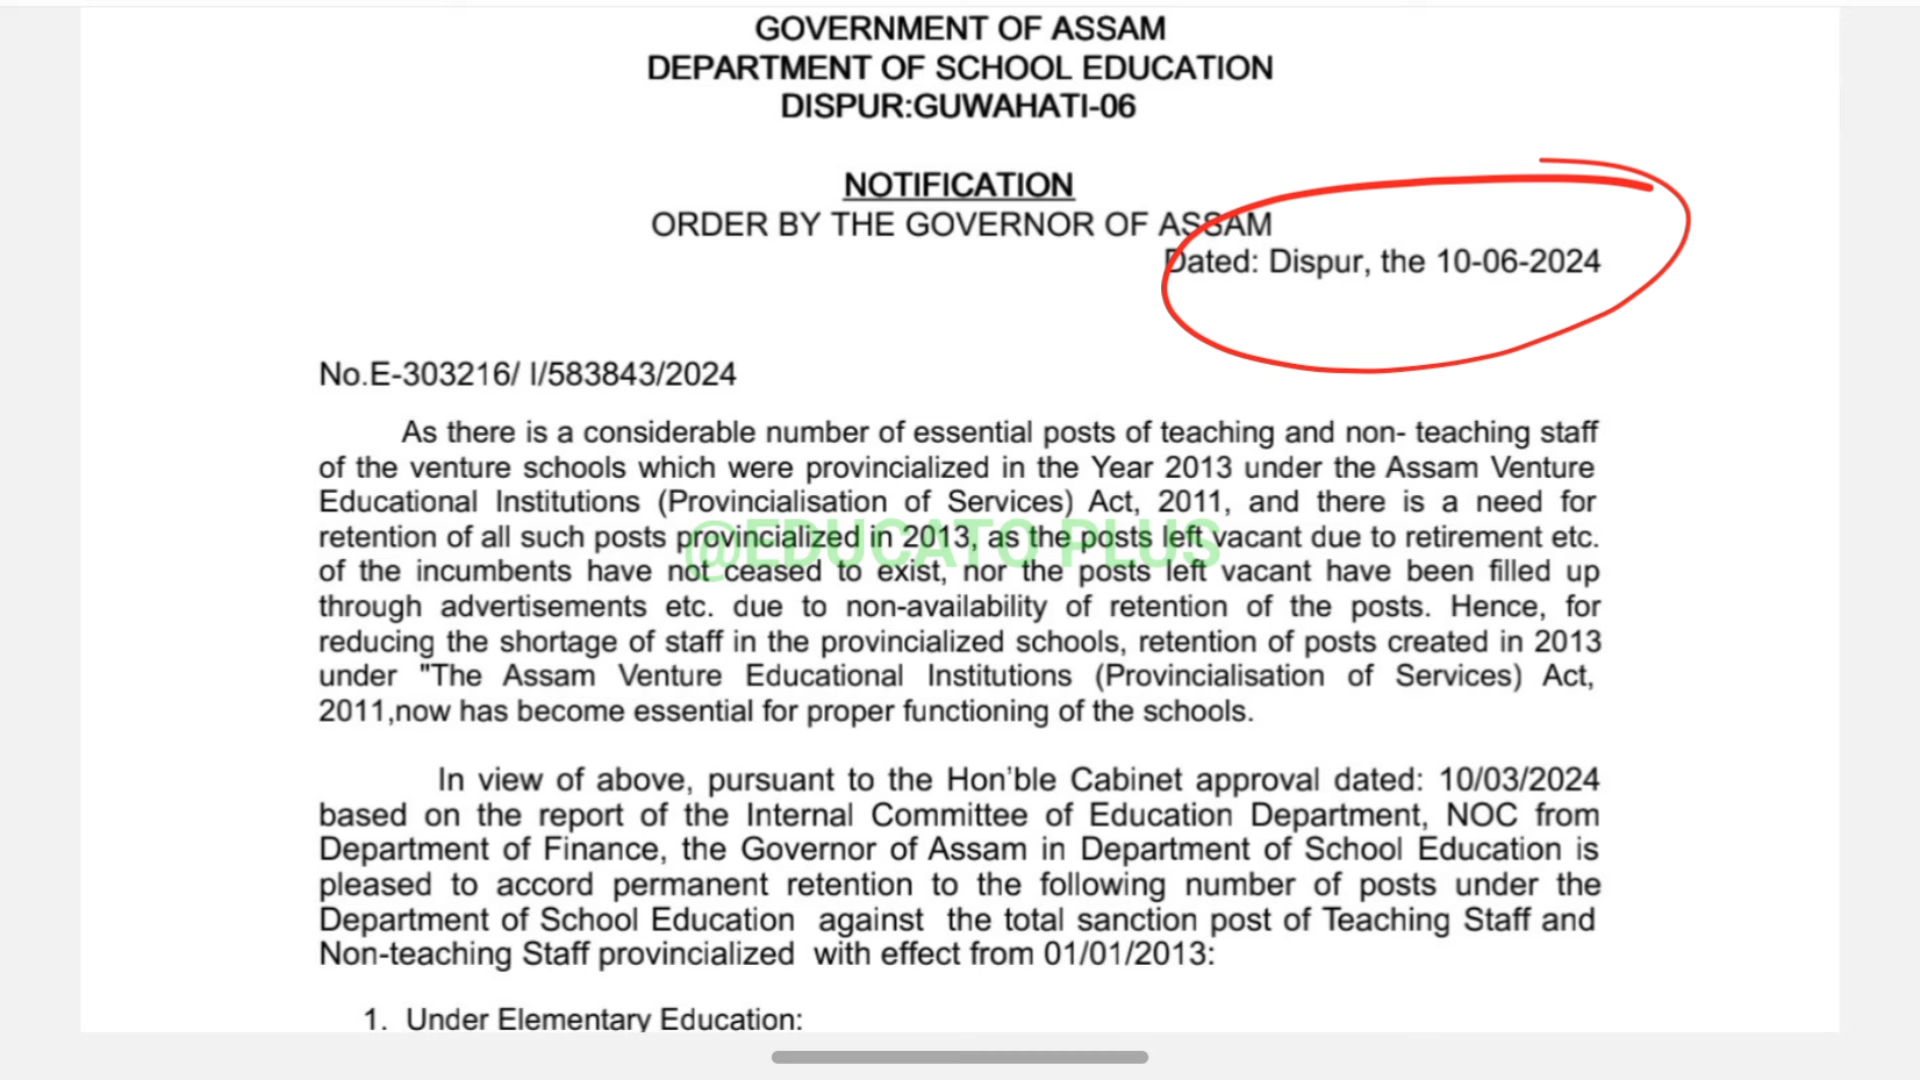 GOVERNMENT OF ASSAM
DEPARTMENT OF SCHOOL EDUCATION
DISPUR:GUWAHATI-06
NOTIFICATION
ORDER BY THE GOVERNOR OF ASSAM
Dated: Dispur, the 10-06-2024
No.E-303216/ I/583843/2024
As there is a considerable number of essential posts of teaching and non- teaching staff
of the venture schools which were provincialized in the Year 2013 under the Assam Venture
Educational Institutions (Provincialisation of Services) Act, 2011, and there is a need for
retention of all such posts provincialized in 2013, as the posts left vacant due to retirement etc.
@EDUCATO PLUS
of the incumbents have not ceased to exist, nor the posts left vacant have been filled up
through advertisements etc. due to non-availability of retention of the posts. Hence, for
reducing the shortage of staff in the provincialized schools, retention of posts created in 2013
under "The Assam Venture Educational Institutions (Provincialisation of Services) Act,
2011,now has become essential for proper functioning of the schools.
In view of above, pursuant to the Hon'ble Cabinet approval dated: 10/03/2024
based on the report of the Internal Committee of Education Department, NOC from
Department of Finance, the Governor of Assam in Department of School Education is
pleased to accord permanent retention to the following number of posts under the
Department of School Education against the total sanction post of Teaching Staff and
Non-teaching Staff provincialized with effect from 01/01/2013:
1. Under Elementary Education: